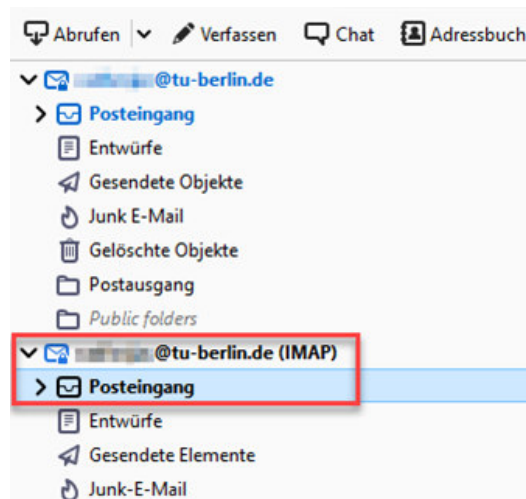 Abrufen Verfassen Chat Adressbuch
@tu-berlin.de
Posteingang
Entwürfe
Gesendete Objekte
Junk E-Mail
Gelöschte Objekte
Postausgang
Public folders
@tu-berlin.de (IMAP)
Posteingang
Entwürfe
Gesendete Elemente
Junk-E-Mail